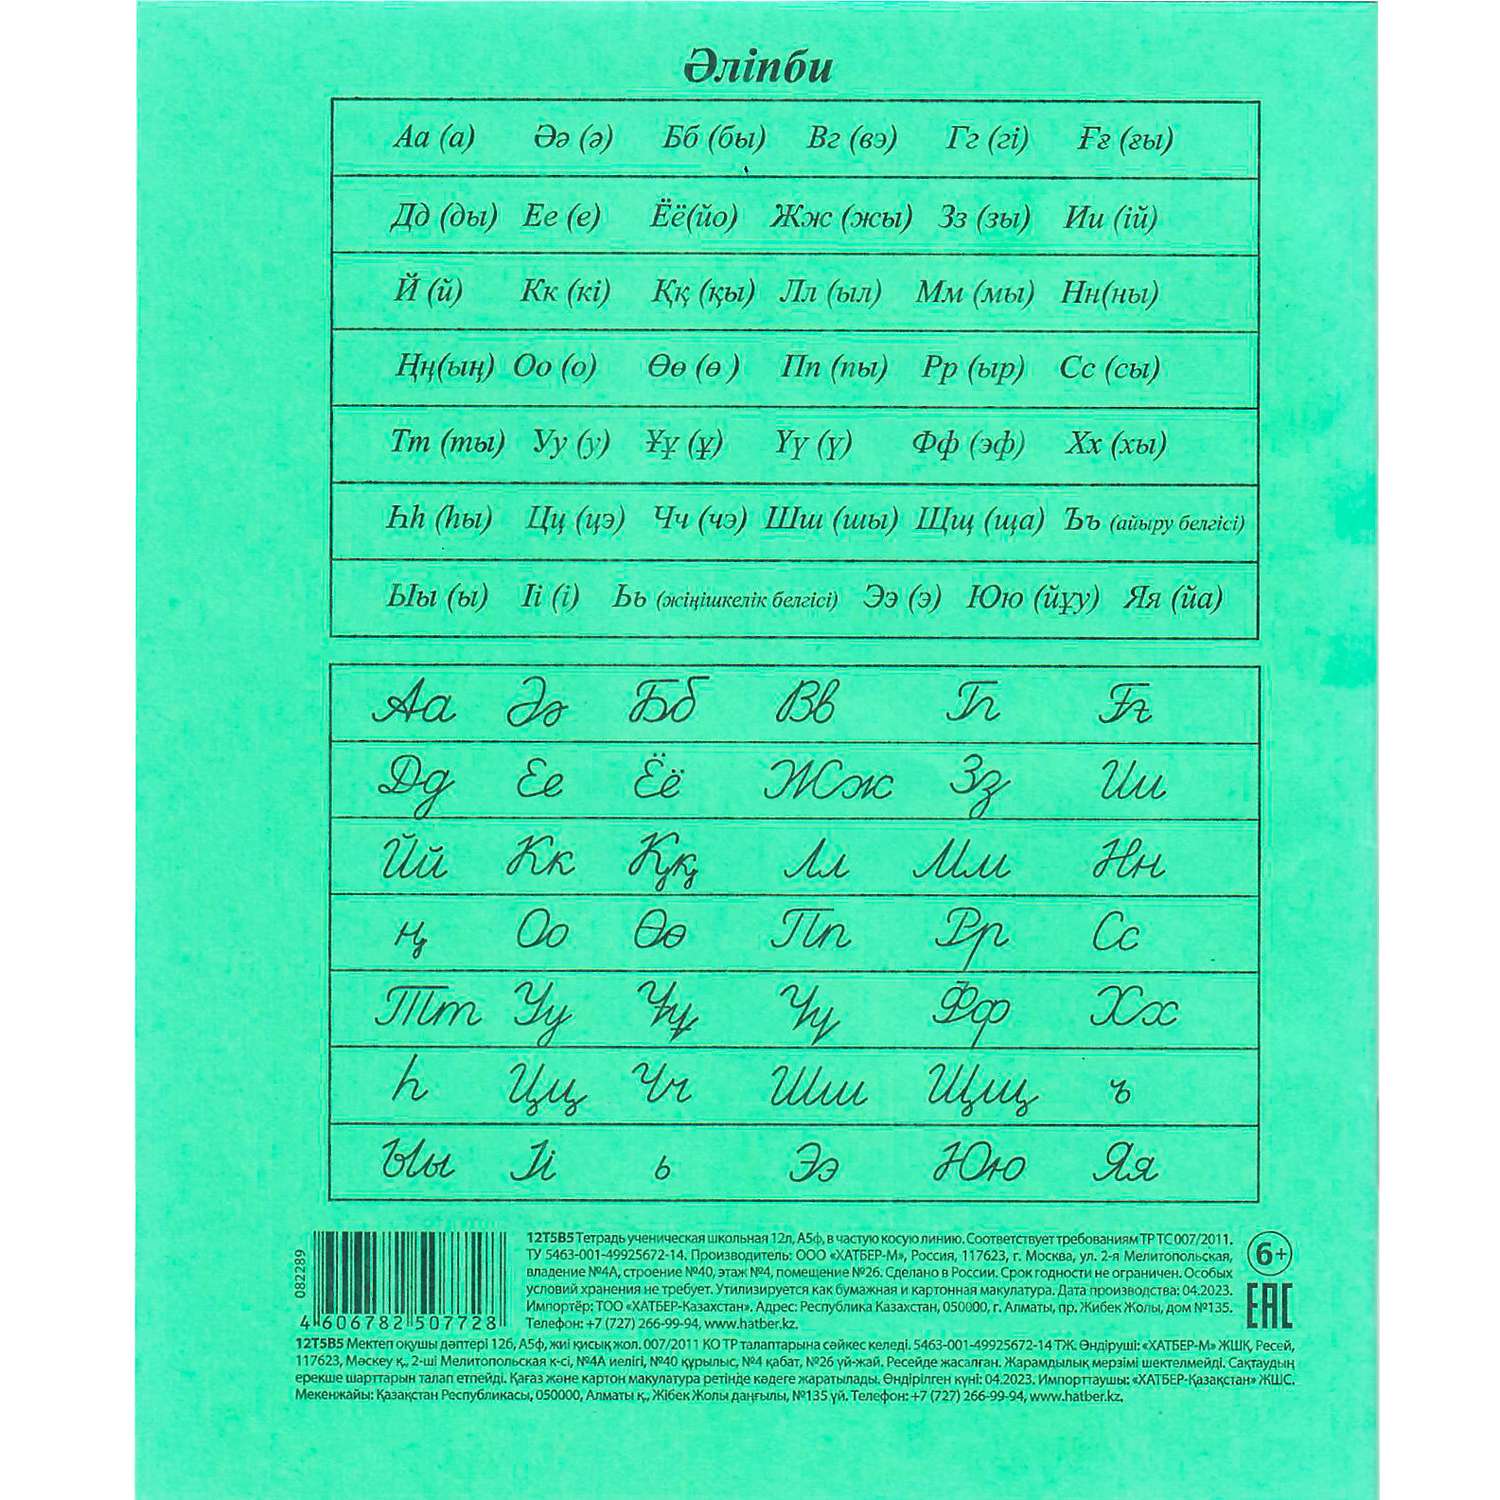 Әліпби
Аа (а) Әә (ә) Бб (бы) Вг (вэ) Гг (гі) Ғғ (ғы)
Дд (ды) Ее (е) Ёё(йо) Жж (жы) Зз (зы) Ии (ій)
Й (й) Кк (кі) Ққ (қы) Лл (ыл) Мм (мы) Нн(ны)
Ңң(ың) Оо (о) Өө (ө ) Пп (пы) Рр (ыр) Сс (сы)
Тт (ты) Уу (у) Ұұ (ұ) Үү (ү) Фф (эф) Хх (хы)
Һһ (һы) Цц (цэ) Чч (чэ) Шш (шы) Щщ (ща) Ъъ (айыру белгісі)
Ыы (ы) Іі (і) Ьь (жіңішкелік белгісі) Ээ (э) Юю (йұу) Яя (йа)
Аа Әә Бб Вв Гг Ғғ
Дд Ее Ёё Жж Зз Ии
Йй Кк Ққ Лл Мм Нн
ң Оо Өө Пп Рр Сс
Тт Уу Ұұ Үү Фф Хх
һ Цц Чч Шш Щщ ъ
Ыы Іі ь Ээ Юю Яя
082289
4 606782 507728
12Т5В5 Тетрадь ученическая школьная 12л, А5ф, в частую косую линию. Соответствует требованиям ТР ТС 007/2011.
ТУ 5463-001-49925672-14. Производитель: ООО «ХАТБЕР-М», Россия, 117623, г. Москва, ул. 2-я Мелитопольская,
владение №4А, строение №40, этаж №4, помещение №26. Сделано в России. Срок годности не ограничен. Особых
условий хранения не требует. Утилизируется как бумажная и картонная макулатура. Дата производства: 04.2023.
Импортёр: ТОО «ХАТБЕР-Казахстан». Адрес: Республика Казахстан, 050000, г. Алматы, пр. Жибек Жолы, дом №135.
Телефон: +7 (727) 266-99-94, www.hatber.kz.
6+
ЕАС
12Т5В5 Мектеп оқушы дәптері 12б, А5ф, жиі қисық жол. 007/2011 КО ТР талаптарына сәйкес келеді. 5463-001-49925672-14 ТЖ. Өндіруші: «ХАТБЕР-М» ЖШҚ, Ресей,
117623, Мәскеу қ., 2-ші Мелитопольская к-сі, №4А иелігі, №40 құрылыс, №4 қабат, №26 үй-жай. Ресейде жасалған. Жарамдылық мерзімі шектелмейді. Сақтаудың
ерекше шарттарын талап етпейді. Қағаз және картон макулатура ретінде кәдеге жаратылады. Өндірілген күні: 04.2023. Импорттаушы: «ХАТБЕР-Қазақстан» ЖШС.
Мекенжайы: Қазақстан Республикасы, 050000, Алматы қ., Жібек Жолы даңғылы, №135 үй. Телефон: +7 (727) 266-99-94, www.hatber.kz.